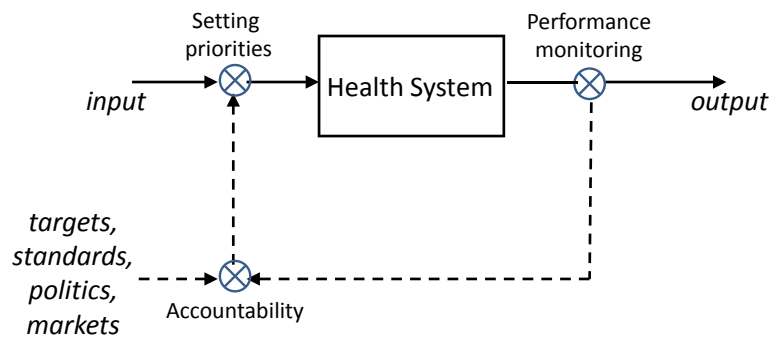 Setting
priorities
Performance
monitoring
Health System
input
output
targets,
standards,
politics,
markets
Accountability